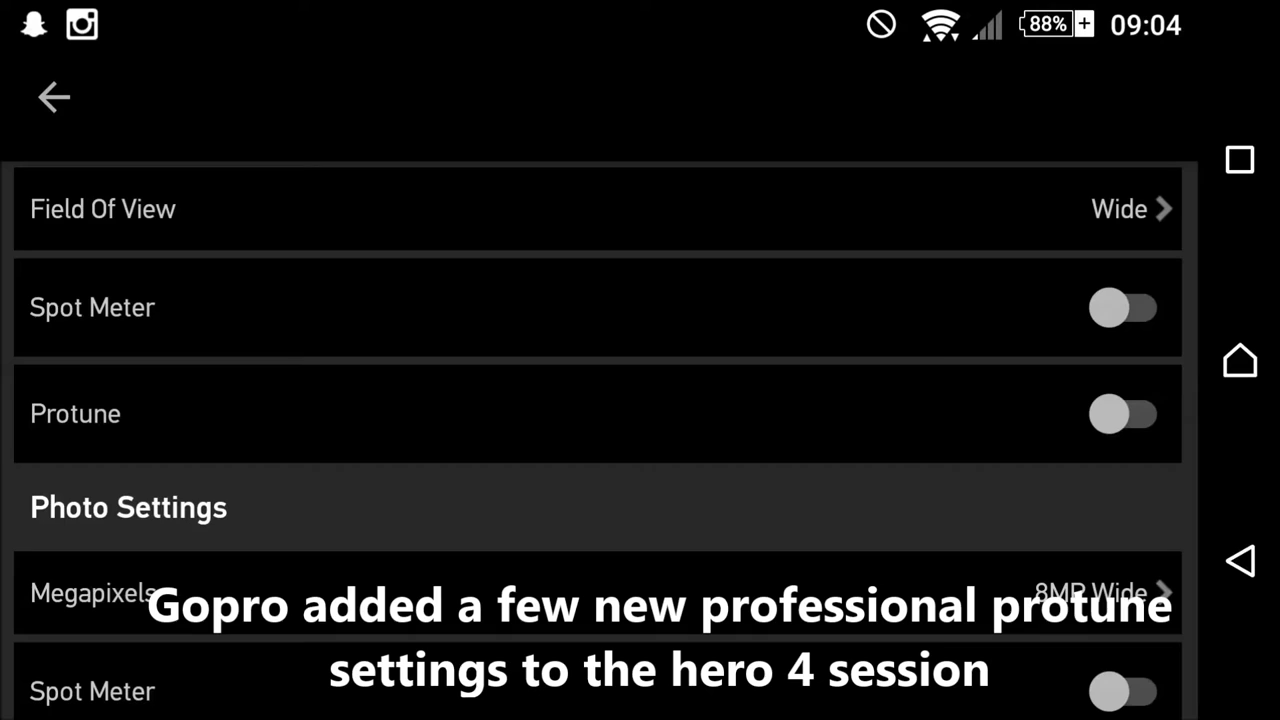 88% 09:04
Field Of View Wide
Spot Meter
Protune
Photo Settings
Megapixels 8MP Wide
Gopro added a few new professional protune
settings to the hero 4 session
Spot Meter